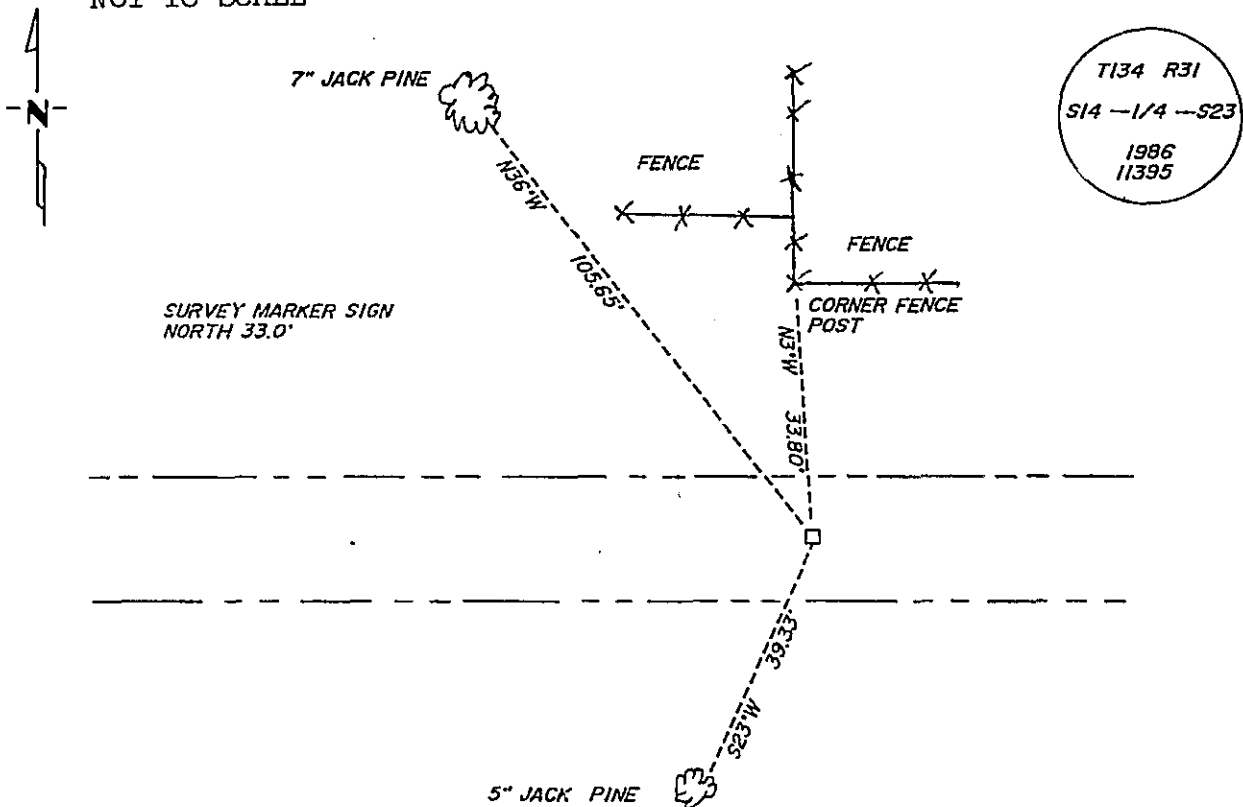 NOT TO SCALE
N
7" JACK PINE
T134 R31
S14 —1/4 —S23
1986
11395
N36°W
105.65'
FENCE
FENCE
CORNER FENCE
POST
SURVEY MARKER SIGN
NORTH 33.0'
N3°W 33.80'
39.33'
S23°W
5" JACK PINE